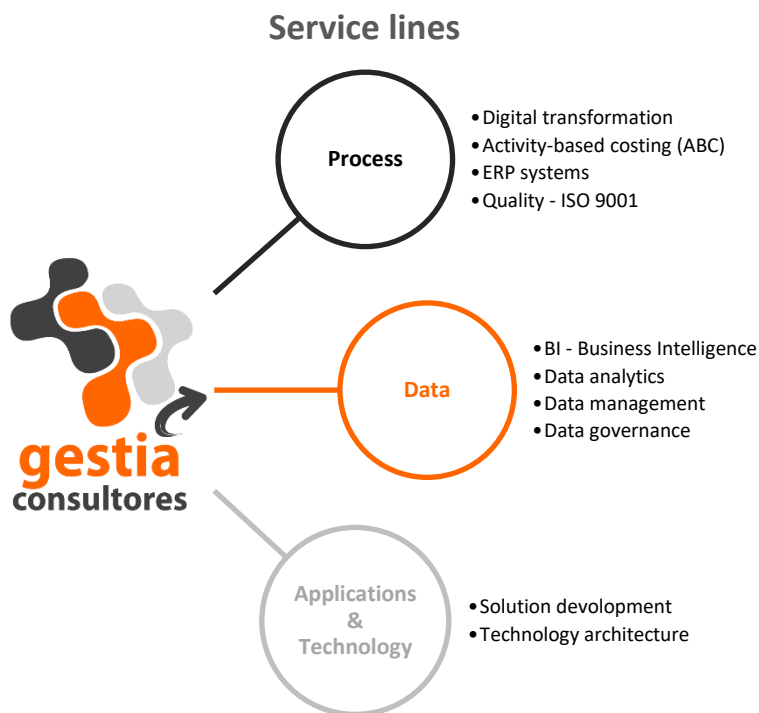 Service lines
Process
•Digital transformation
•Activity-based costing (ABC)
•ERP systems
•Quality - ISO 9001
gestia
consultores
Data
•BI - Business Intelligence
•Data analytics
•Data management
•Data governance
Applications
&
Technology
•Solution devolopment
•Technology architecture